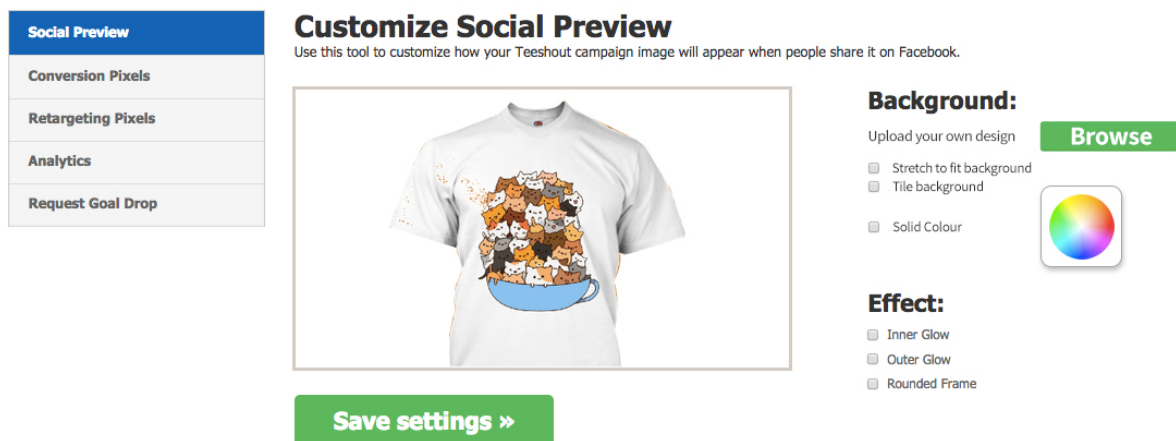 Social Preview
Conversion Pixels
Retargeting Pixels
Analytics
Request Goal Drop
Customize Social Preview
Use this tool to customize how your Teeshout campaign image will appear when people share it on Facebook.
Save settings »
Background:
Upload your own design
Browse
Stretch to fit background
Tile background
Solid Colour
Effect:
Inner Glow
Outer Glow
Rounded Frame